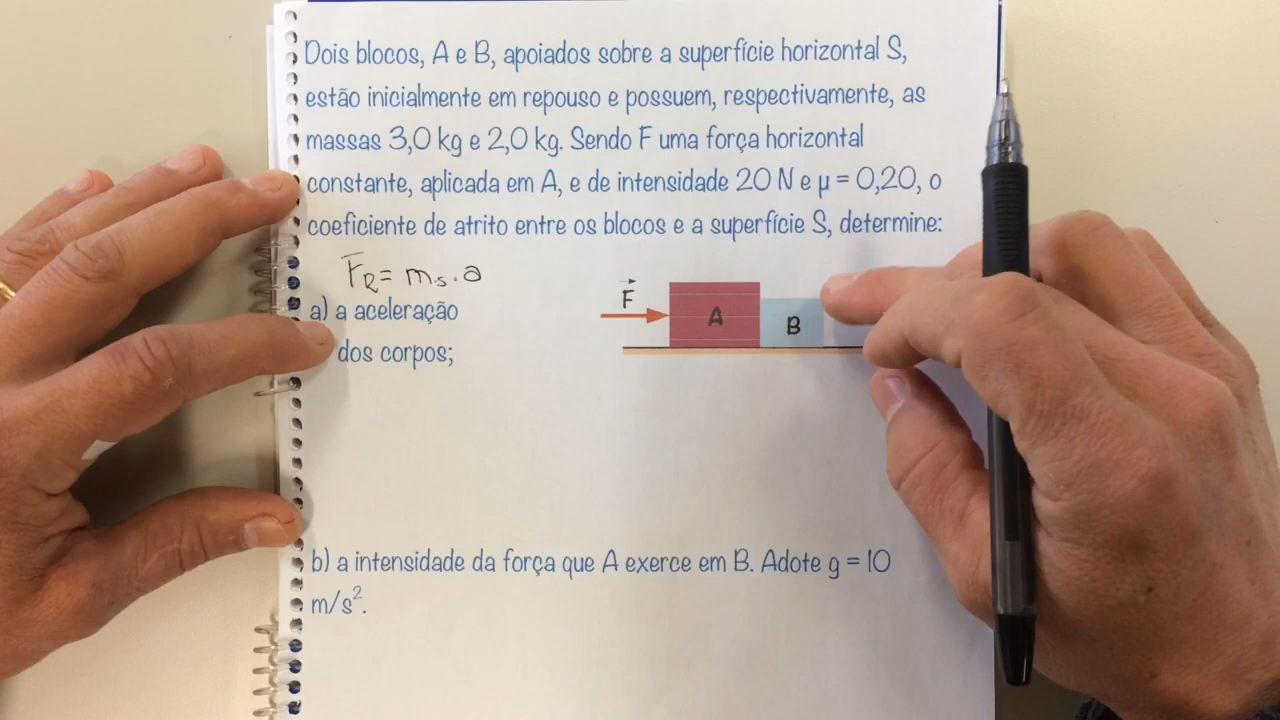 Dois blocos, A e B, apoiados sobre a superfície horizontal S,
estão inicialmente em repouso e possuem, respectivamente, as
massas 3,0 kg e 2,0 kg. Sendo F uma força horizontal
constante, aplicada em A, e de intensidade 20 N e μ = 0,20, o
coeficiente de atrito entre os blocos e a superfície S, determine:
F_R = m_s . a
a) a aceleração
dos corpos;
F
A
B
b) a intensidade da força que A exerce em B. Adote g = 10
m/s².